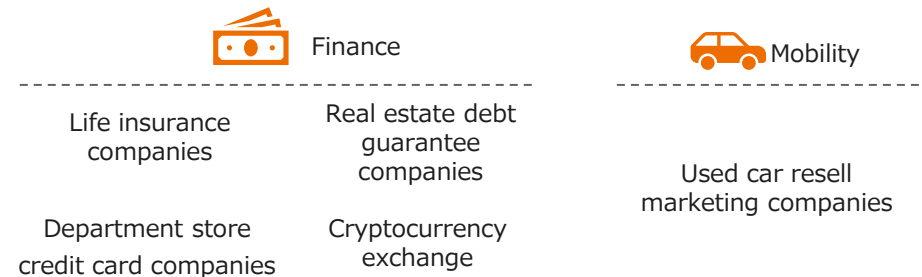 Finance
Life insurance
companies
Real estate debt
guarantee
companies
Department store
credit card companies
Cryptocurrency
exchange
Mobility
Used car resell
marketing companies